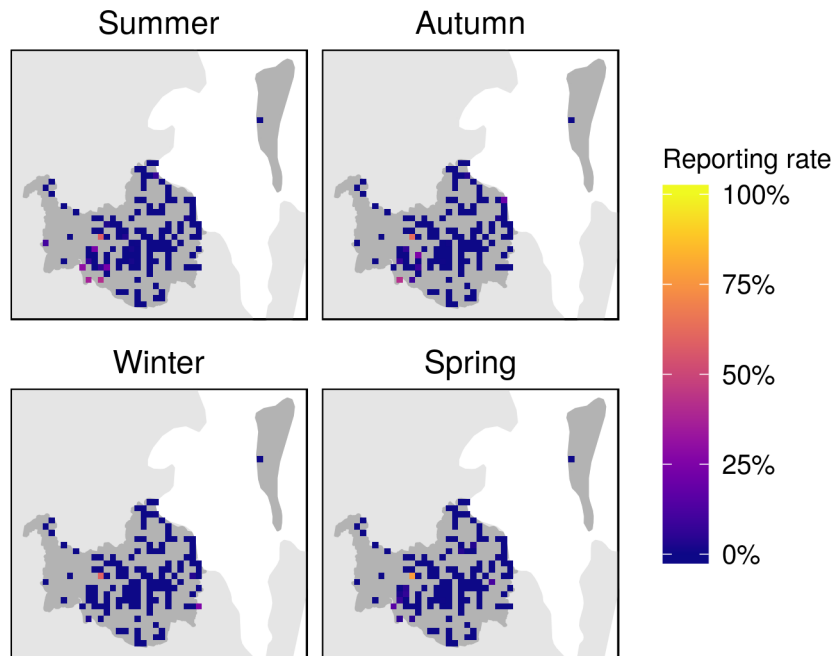 Summer
Autumn
Reporting rate
100%
75%
50%
25%
0%
Winter
Spring